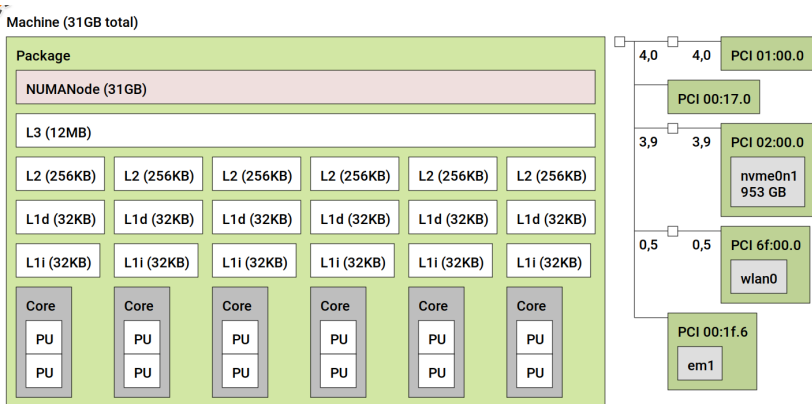 Machine (31GB total)
Package
NUMANode (31GB)
L3 (12MB)
L2 (256KB) L2 (256KB) L2 (256KB) L2 (256KB) L2 (256KB) L2 (256KB)
L1d (32KB) L1d (32KB) L1d (32KB) L1d (32KB) L1d (32KB) L1d (32KB)
L1i (32KB) L1i (32KB) L1i (32KB) L1i (32KB) L1i (32KB) L1i (32KB)
Core Core Core Core Core Core
PU PU PU PU PU PU
PU PU PU PU PU PU
4,0 4,0 PCI 01:00.0
PCI 00:17.0
3,9 3,9 PCI 02:00.0
nvme0n1
953 GB
0,5 0,5 PCI 6f:00.0
wlan0
PCI 00:1f.6
em1